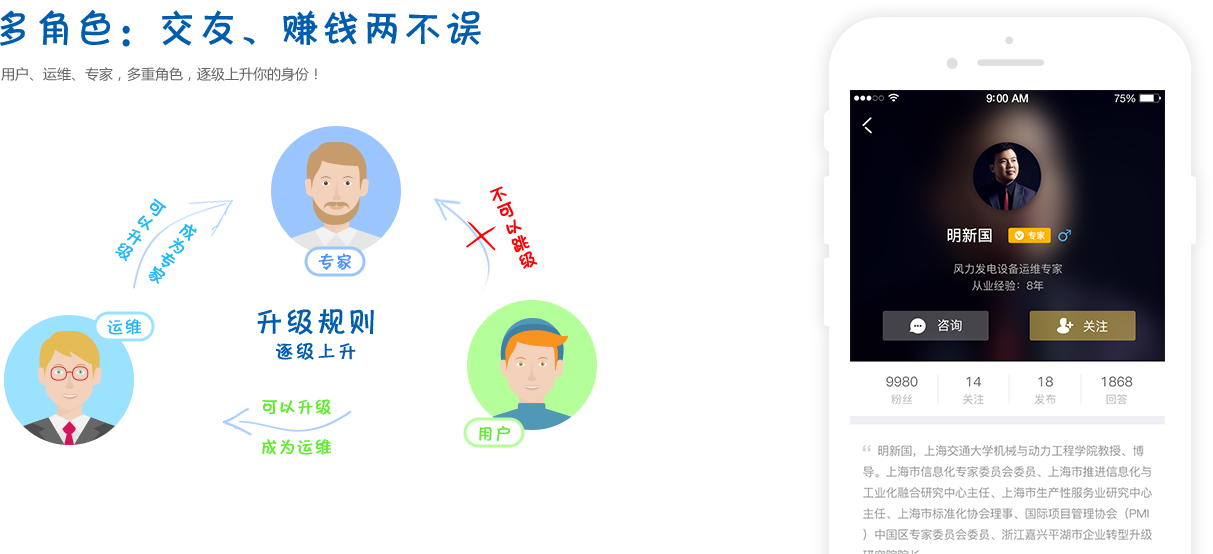 多角色：交友、赚钱两不误
用户、运维、专家，多重角色，逐级上升你的身份！
可以升级
成为专家
专家
不可以跳级
运维
升级规则
逐级上升
可以升级
成为运维
用户
9:00 AM
75%
明新国
专家
风力发电设备运维专家
从业经验：8年
咨询
关注
9980
14
18
1868
粉丝
关注
发布
回答
“ 明新国，上海交通大学机械与动力工程学院教授、博
导。上海市信息化专家委员会委员、上海市推进信息化与
工业化融合研究中心主任、上海市生产性服务业研究中心
主任、上海市标准化协会理事、国际项目管理协会（PMI
）中国区专家委员会委员、浙江嘉兴平湖市企业转型升级
研究院院长